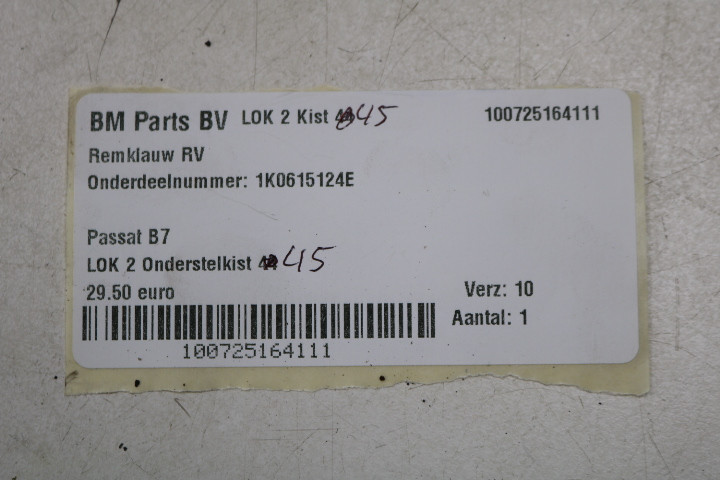 BM Parts BV LOK 2 Kist 45 100725164111
Remklauw RV
Onderdeelnummer: 1K0615124E
Passat B7
LOK 2 Onderstelkist 45
29.50 euro Verz: 10
Aantal: 1
100725164111